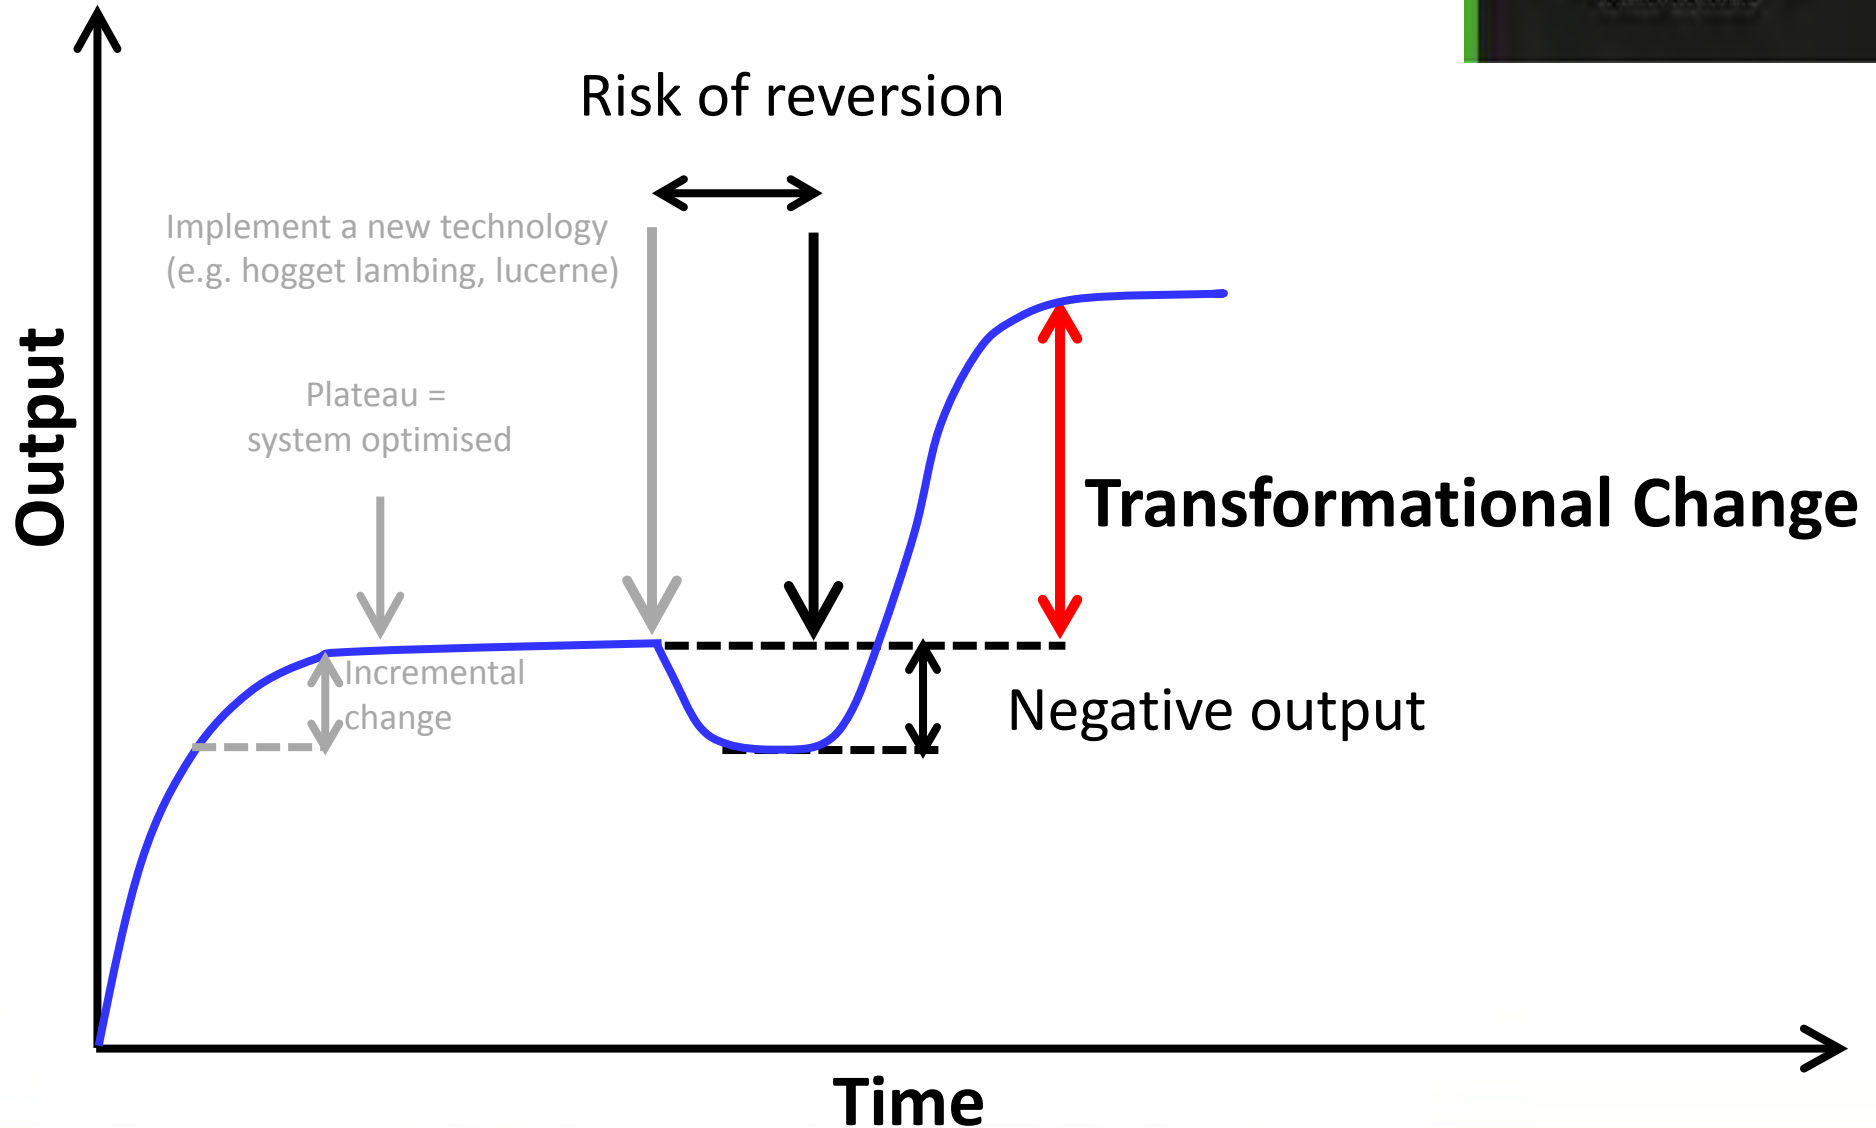 Risk of reversion
Implement a new technology
(e.g. hogget lambing, lucerne)
Plateau =
system optimised
Output
Transformational Change
Incremental
change
Negative output
Time